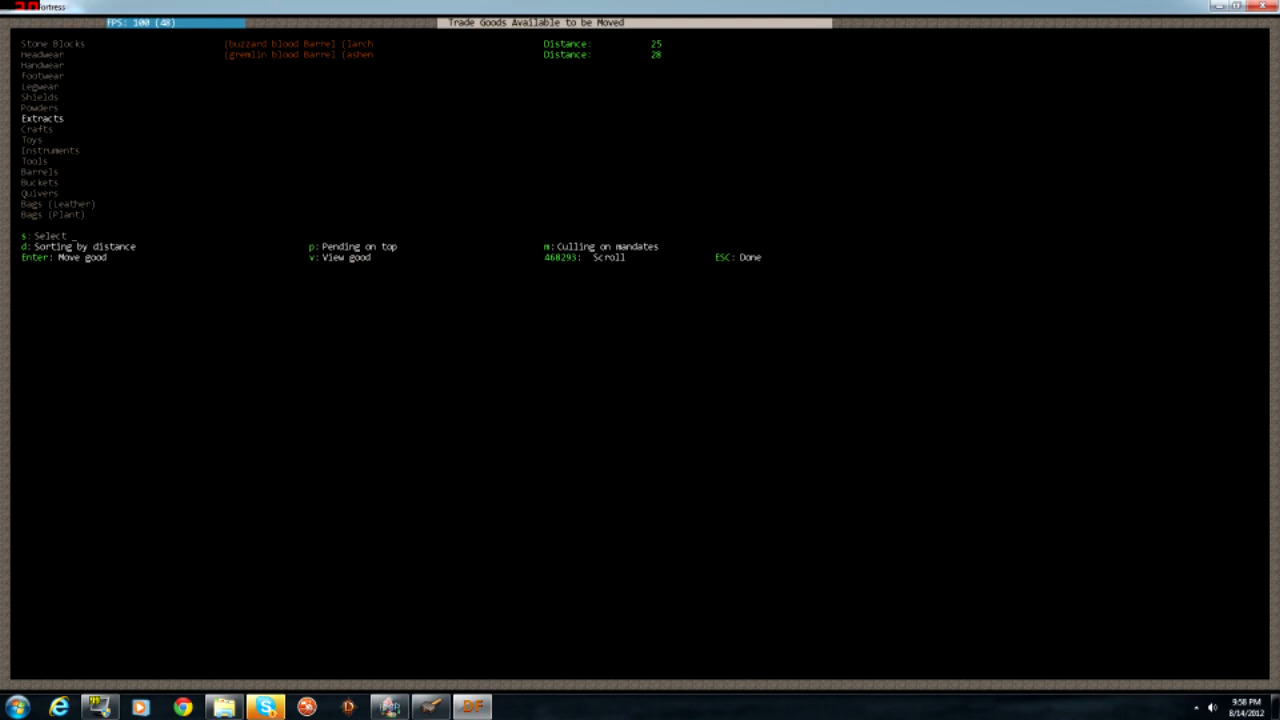 ortress
FPS: 100 (48) Trade Goods Available to be Moved
Stone Blocks (buzzard blood Barrel (larch Distance: 25
Headwear (gremlin blood Barrel (ashen Distance: 28
Handwear
Footwear
Legwear
Shields
Powders
Extracts
Crafts
Toys
Instruments
Tools
Barrels
Buckets
Quivers
Bags (Leather)
Bags (Plant)
s: Select _
d: Sorting by distance p: Pending on top m: Culling on mandates
Enter: Move good v: View good 468293: Scroll ESC: Done
DF
9:58 PM
8/14/2012